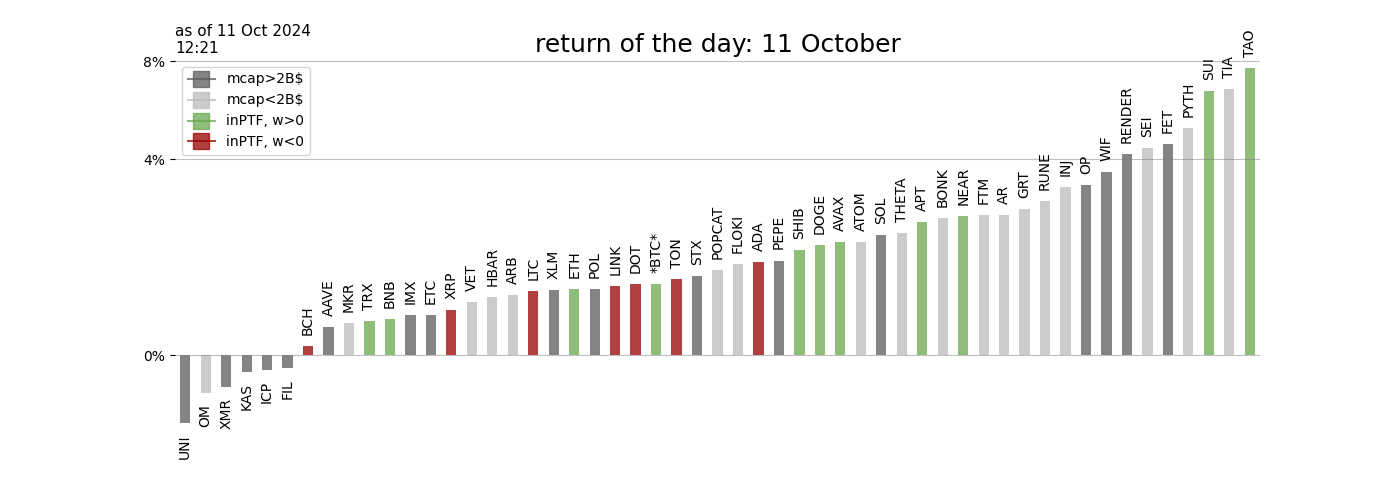 as of 11 Oct 2024
12:21
return of the day: 11 October
8%
4%
0%
mcap>2B$
mcap<2B$
inPTF, w>0
inPTF, w<0
UNI
OM
XMR
KAS
ICP
FIL
BCH
AAVE
MKR
TRX
BNB
IMX
ETC
XRP
VET
HBAR
ARB
LTC
XLM
ETH
POL
LINK
DOT
*BTC*
TON
STX
POPCAT
FLOKI
ADA
PEPE
SHIB
DOGE
AVAX
ATOM
SOL
THETA
APT
BONK
NEAR
FTM
AR
GRT
RUNE
INJ
OP
WIF
RENDER
SEI
FET
PYTH
SUI
TIA
TAO